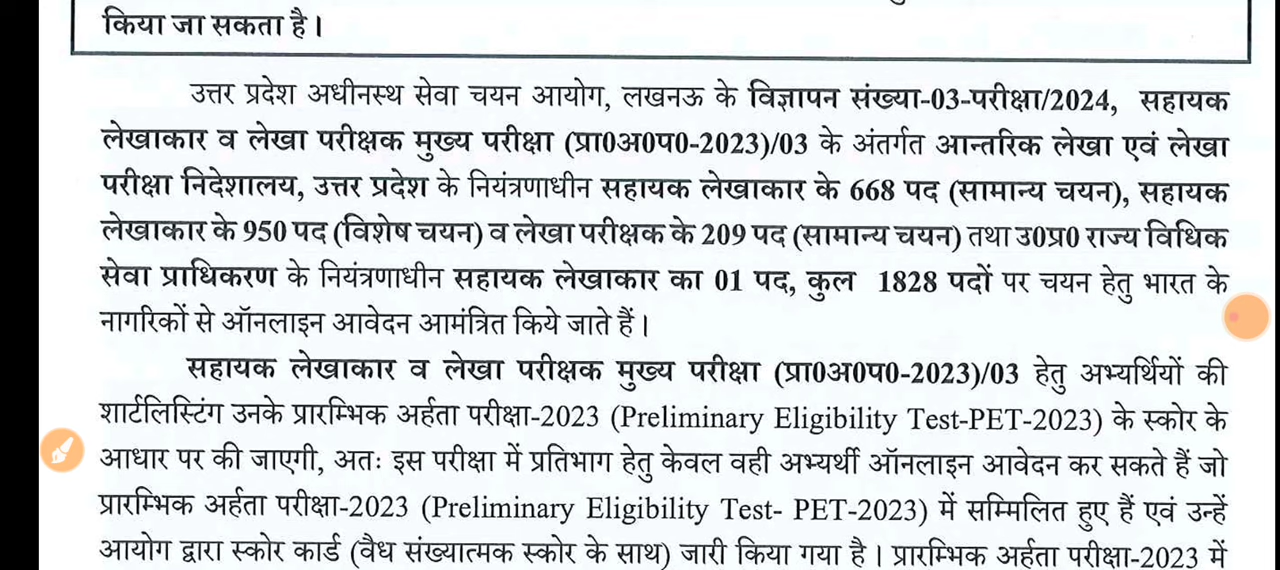 किया जा सकता है।
उत्तर प्रदेश अधीनस्थ सेवा चयन आयोग, लखनऊ के विज्ञापन संख्या-03-परीक्षा/2024, सहायक
लेखाकार व लेखा परीक्षक मुख्य परीक्षा (प्रा0अ0प0-2023)/03 के अंतर्गत आन्तरिक लेखा एवं लेखा
परीक्षा निदेशालय, उत्तर प्रदेश के नियंत्रणाधीन सहायक लेखाकार के 668 पद (सामान्य चयन), सहायक
लेखाकार के 950 पद (विशेष चयन) व लेखा परीक्षक के 209 पद (सामान्य चयन) तथा उ0प्र0 राज्य विधिक
सेवा प्राधिकरण के नियंत्रणाधीन सहायक लेखाकार का 01 पद, कुल 1828 पदों पर चयन हेतु भारत के
नागरिकों से ऑनलाइन आवेदन आमंत्रित किये जाते हैं।
सहायक लेखाकार व लेखा परीक्षक मुख्य परीक्षा (प्रा0अ0प0-2023)/03 हेतु अभ्यर्थियों की
शार्टलिस्टिंग उनके प्रारम्भिक अर्हता परीक्षा-2023 (Preliminary Eligibility Test-PET-2023) के स्कोर के
आधार पर की जाएगी, अतः इस परीक्षा में प्रतिभाग हेतु केवल वही अभ्यर्थी ऑनलाइन आवेदन कर सकते हैं जो
प्रारम्भिक अर्हता परीक्षा-2023 (Preliminary Eligibility Test- PET-2023) में सम्मिलित हुए हैं एवं उन्हें
आयोग द्वारा स्कोर कार्ड (वैध संख्यात्मक स्कोर के साथ) जारी किया गया है। प्रारम्भिक अर्हता परीक्षा-2023 में